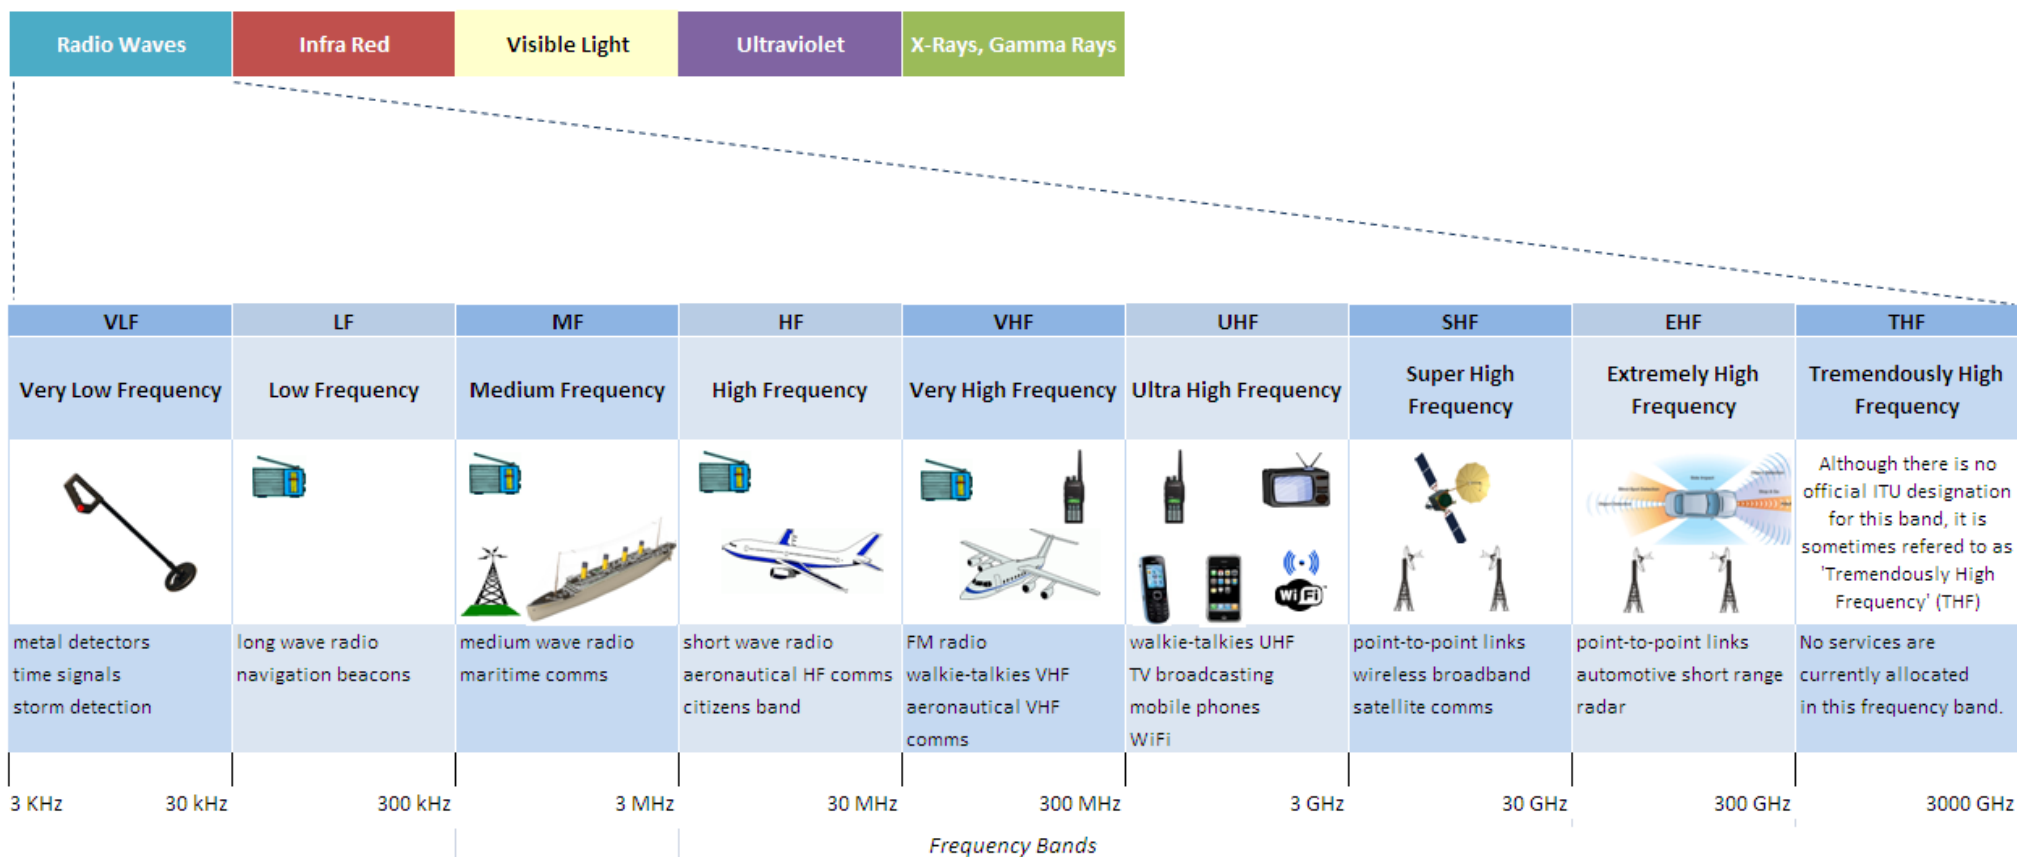 Radio Waves
Infra Red
Visible Light
Ultraviolet
X-Rays, Gamma Rays
VLF
LF
MF
HF
VHF
UHF
SHF
EHF
THF
Very Low Frequency
Low Frequency
Medium Frequency
High Frequency
Very High Frequency
Ultra High Frequency
Super High
Frequency
Extremely High
Frequency
Tremendously High
Frequency
Wi Fi
Although there is no
official ITU designation
for this band, it is
sometimes refered to as
'Tremendously High
Frequency' (THF)
metal detectors
time signals
storm detection
long wave radio
navigation beacons
medium wave radio
maritime comms
short wave radio
aeronautical HF comms
citizens band
FM radio
walkie-talkies VHF
aeronautical VHF
comms
walkie-talkies UHF
TV broadcasting
mobile phones
WiFi
point-to-point links
wireless broadband
satellite comms
point-to-point links
automotive short range
radar
No services are
currently allocated
in this frequency band.
3 KHz
30 kHz
300 kHz
3 MHz
30 MHz
300 MHz
3 GHz
30 GHz
300 GHz
3000 GHz
Frequency Bands